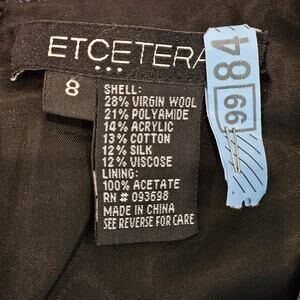 ETCETERA
8
SHELL:
28% VIRGIN WOOL
21% POLYAMIDE
14% ACRYLIC
13% COTTON
12% SILK
12% VISCOSE
LINING:
100% ACETATE
RN # 093698
MADE IN CHINA
SEE REVERSE FOR CARE
99 84